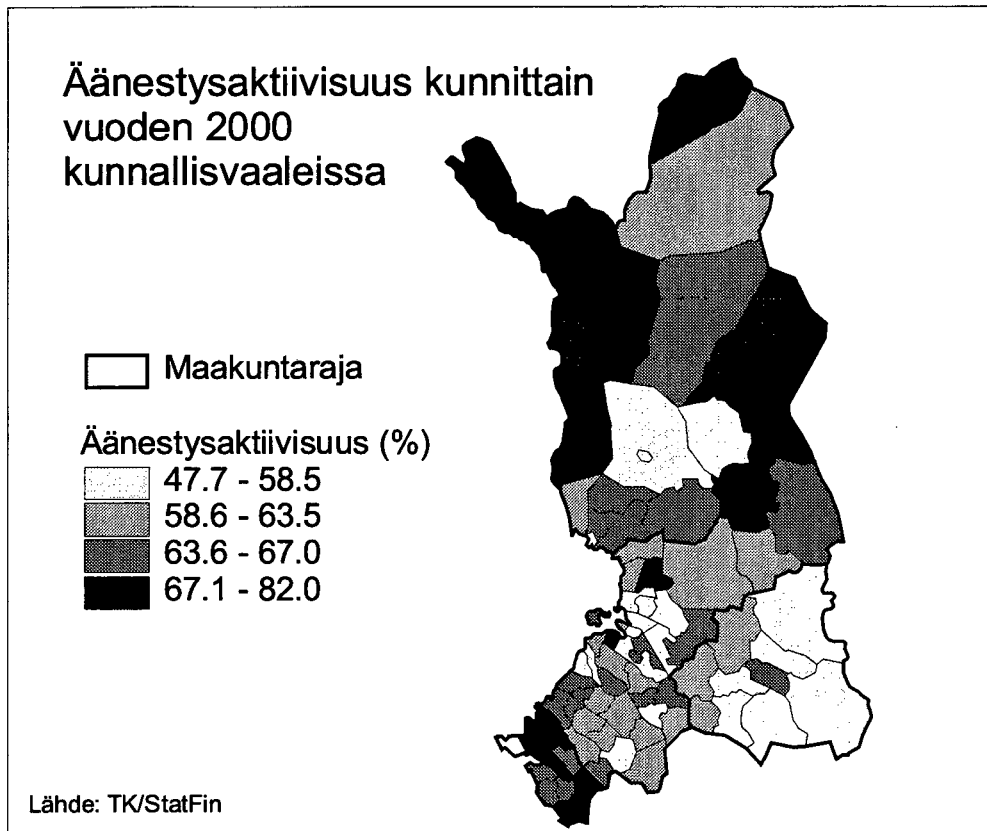 Äänestysaktiivisuus kunnittain
vuoden 2000
kunnallisvaaleissa
Maakuntaraja
Äänestysaktiivisuus (%)
47.7 - 58.5
58.6 - 63.5
63.6 - 67.0
67.1 - 82.0
Lähde: TK/StatFin